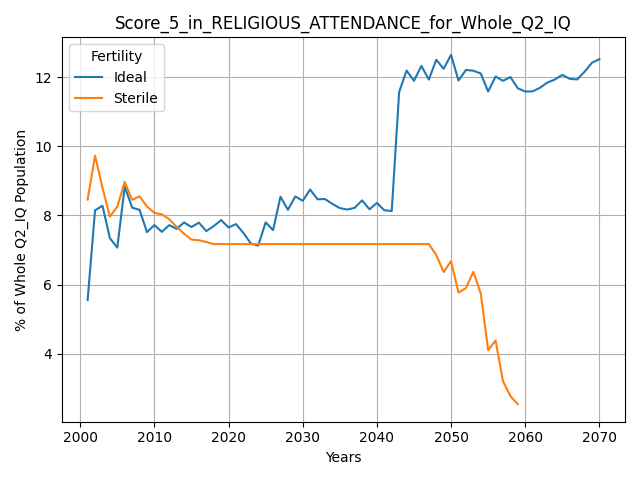 Score_5_in_RELIGIOUS_ATTENDANCE_for_Whole_Q2_IQ
Fertility
Ideal
Sterile
% of Whole Q2_IQ Population
12
10
8
6
4
2000 2010 2020 2030 2040 2050 2060 2070
Years